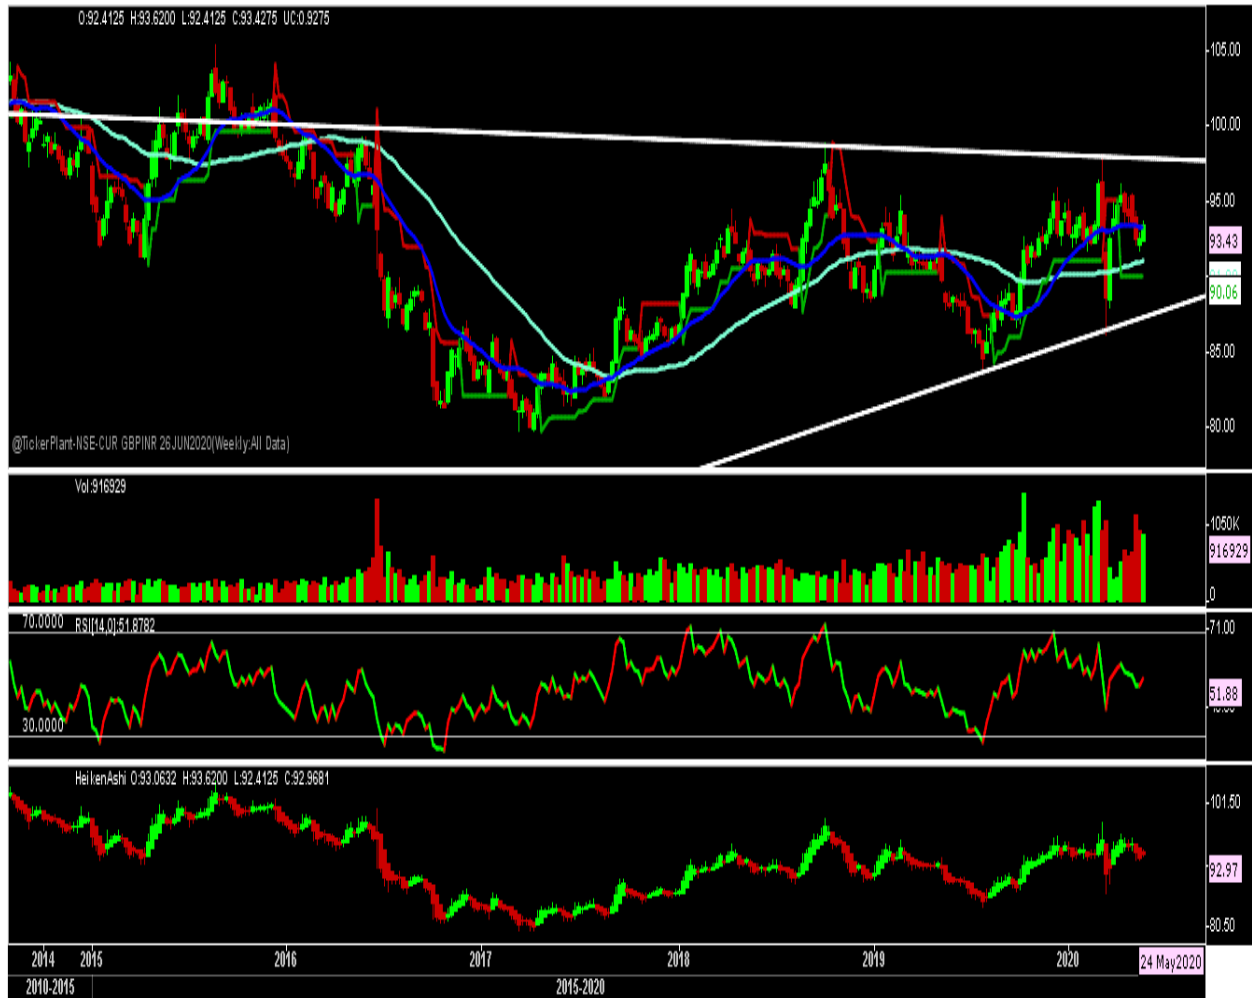 O:92.4125 H:93.6200 L:92.4125 C:93.4275 UC:0.9275
105.00
100.00
95.00
93.43
90.06
85.00
80.00
@TickerPlant-NSE-CUR GBPINR 26JUN2020(Weekly:All Data)
Vol:916929
1050K
916929
0
70.0000 RSI[14,0]:51.8782
71.00
51.88
30.0000
HeikenAshi O:93.0632 H:93.6200 L:92.4125 C:92.9681
101.50
92.97
80.50
2014 2015 2016 2017 2018 2019 2020 24 May2020
2010-2015 2015-2020